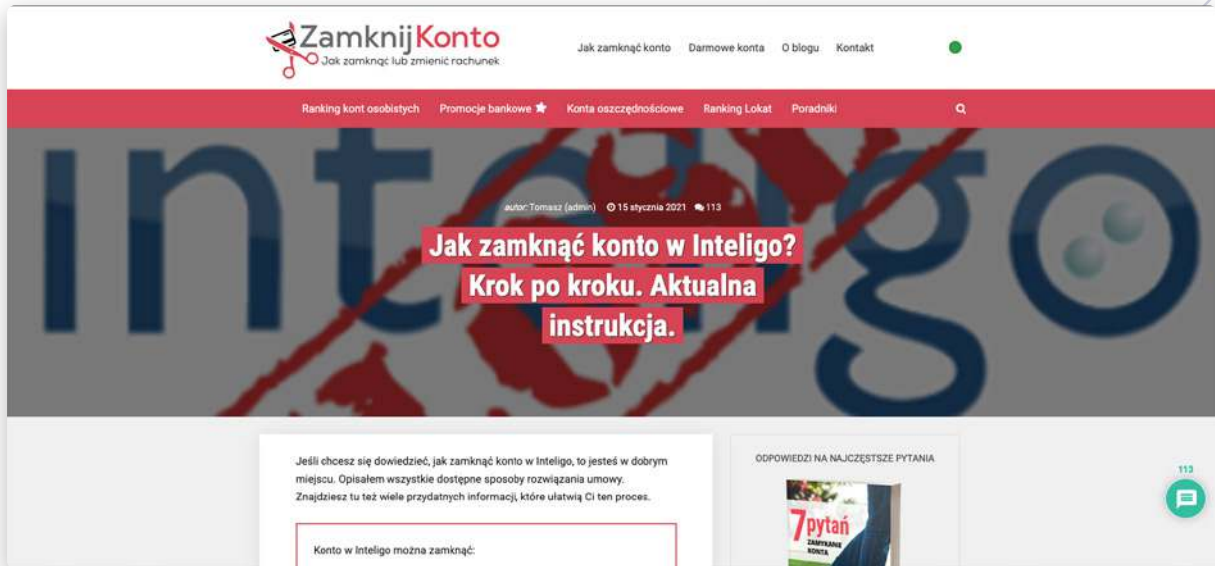 ZamknijKonto
Jak zamknąć lub zmienić rachunek
Jak zamknąć konto Darmowe konta O blogu Kontakt
Ranking kont osobistych Promocje bankowe Konta oszczędnościowe Ranking Lokat Poradniki
inteligo
autor: Tomasz (admin) 15 stycznia 2021 113
Jak zamknąć konto w Inteligo?
Krok po kroku. Aktualna
instrukcja.
Jeśli chcesz się dowiedzieć, jak zamknąć konto w Inteligo, to jesteś w dobrym
miejscu. Opisałem wszystkie dostępne sposoby rozwiązania umowy.
Znajdziesz tu też wiele przydatnych informacji, które ułatwią Ci ten proces.
Konto w Inteligo można zamknąć:
ODPOWIEDZI NA NAJCZĘSTSZE PYTANIA
7 pytań
ZAMYKANIE
KONTA
113